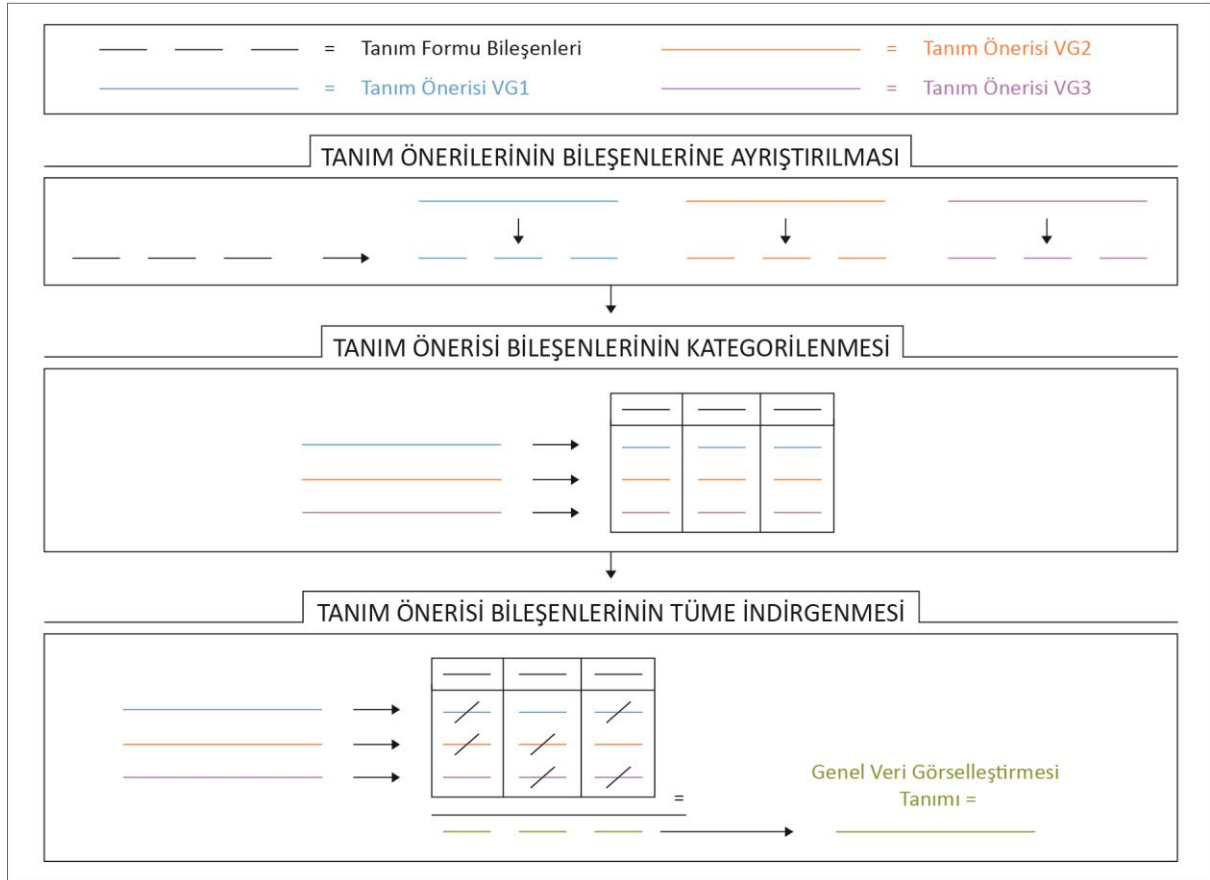 = Tanım Formu Bileşenleri
= Tanım Önerisi VG2
= Tanım Önerisi VG1
= Tanım Önerisi VG3
TANIM ÖNERİLERİNİN BİLEŞENLERİNE AYRIŞTIRILMASI
TANIM ÖNERİSİ BİLEŞENLERİNİN KATEGORİLENMESİ
TANIM ÖNERİSİ BİLEŞENLERİNİN TÜME İNDİRGENMESİ
=
Genel Veri Görselleştirmesi
Tanımı =